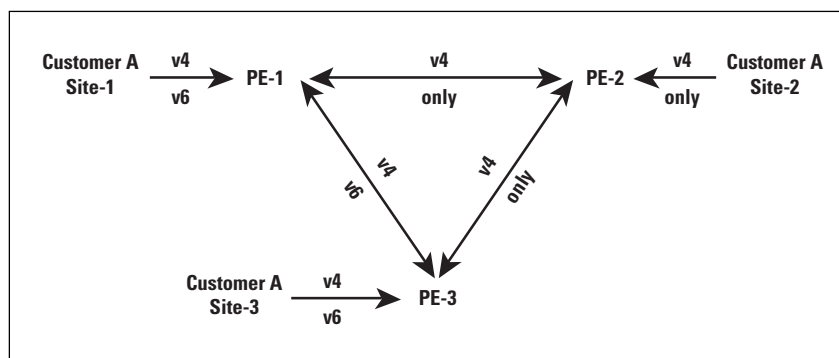 Customer A
Site-1
v4
v6
PE-1
v4
only
PE-2
v4
only
Customer A
Site-2
v4
v6
v4
only
Customer A
Site-3
v4
v6
PE-3